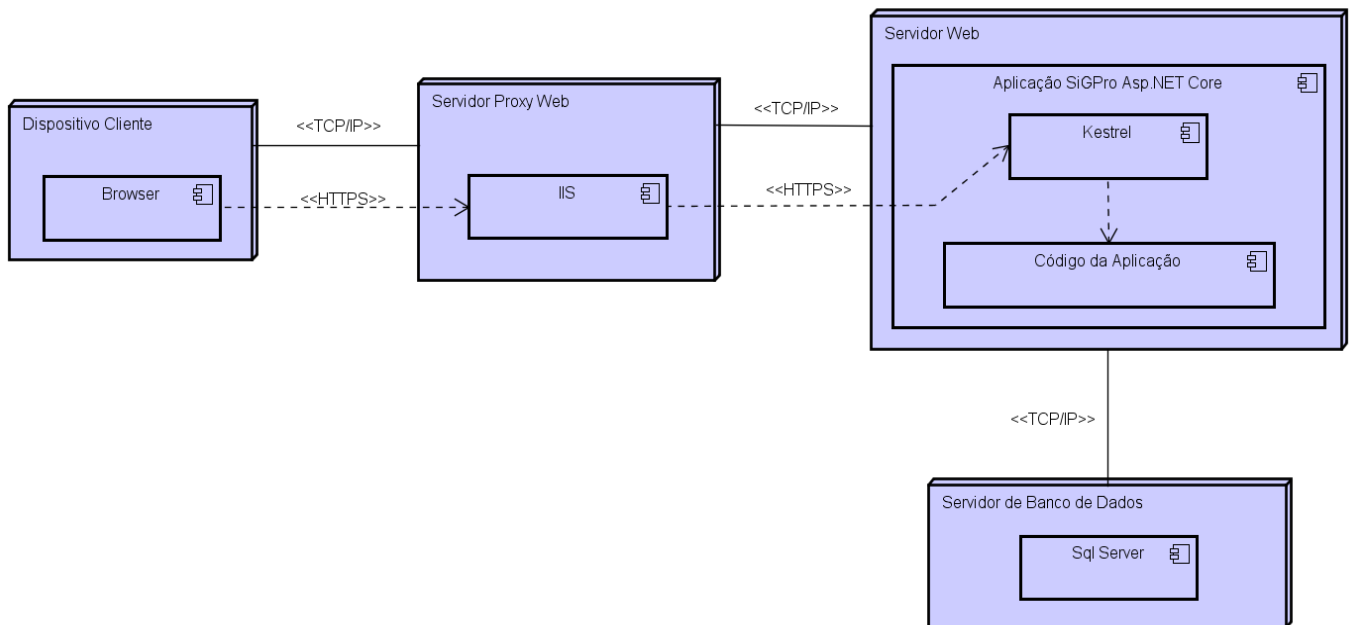 Servidor Web
Aplicação SiGPro Asp.NET Core
Servidor Proxy Web
<<TCP/IP>>
Dispositivo Cliente
<<TCP/IP>>
Kestrel
Browser
<<HTTPS>>
IIS
<<HTTPS>>
Código da Aplicação
<<TCP/IP>>
Servidor de Banco de Dados
Sql Server